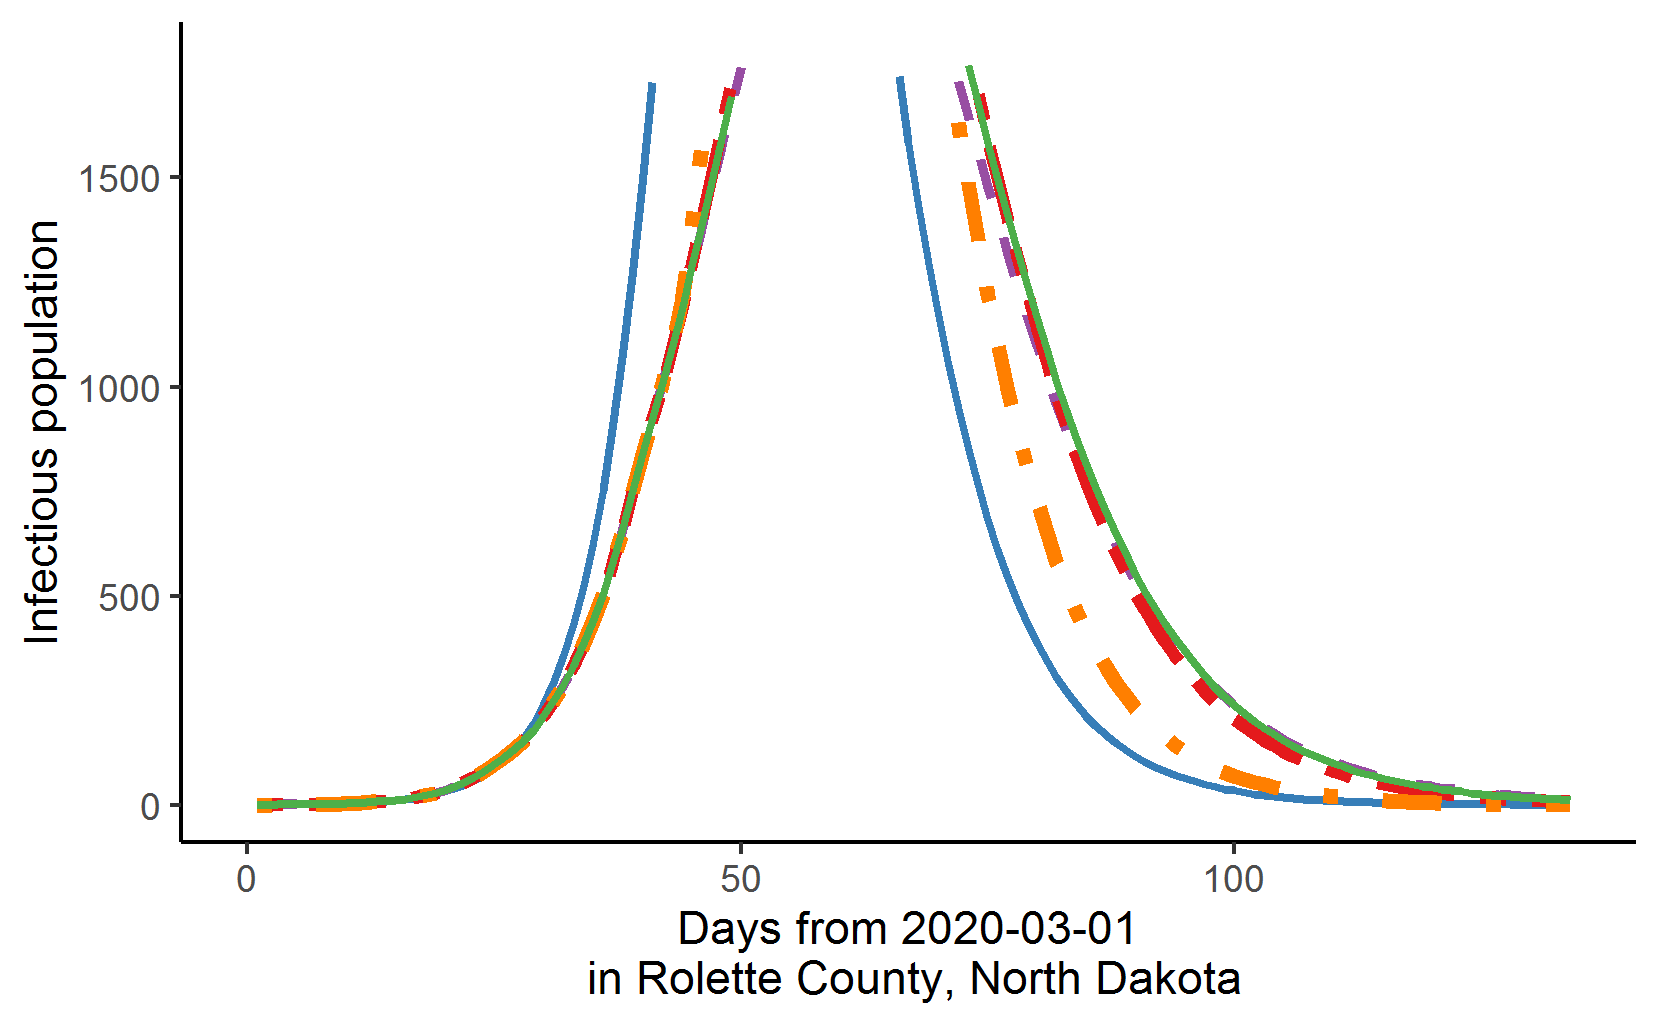 Infectious population
1500
1000
500
0
0 50 100
Days from 2020-03-01
in Rolette County, North Dakota